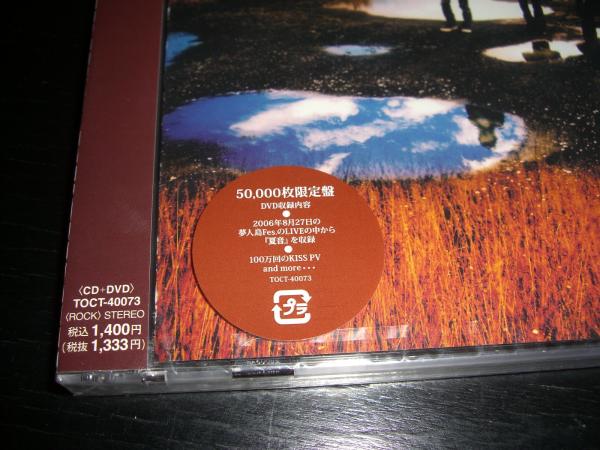 50,000枚限定盤
DVD収録内容
●
2006年8月27日の
夢人島Fes.のLIVEの中から
「夏音」を収録
●
100万回のKISS PV
and more・・・
TOCT-40073
プラ
〈CD+DVD〉
TOCT-40073
〈ROCK〉 STEREO
税込 1,400円
(税抜 1,333円)